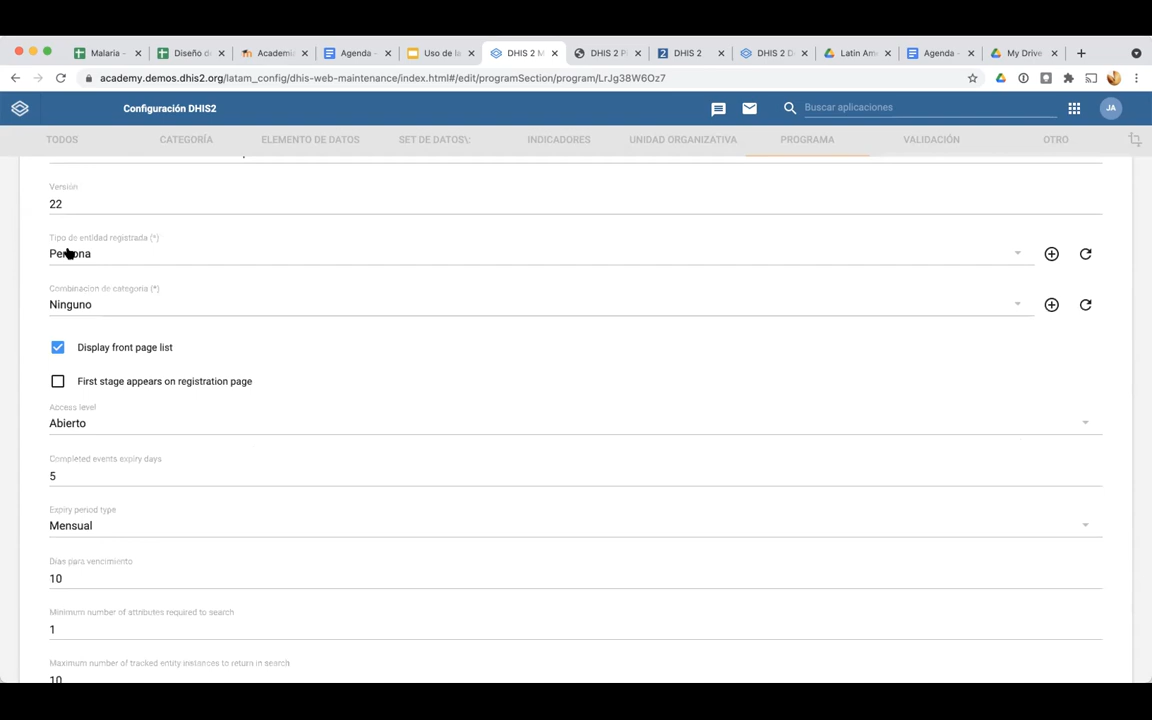 Malaria -
Diseño d
Academia
Agenda -
Uso de la
DHIS 2 M
DHIS 2 P
DHIS 2
DHIS 2 D
Latin Am
Agenda -
My Drive
academy.demos.dhis2.org/latam_config/dhis-web-maintenance/index.html#/edit/programSection/program/LrJg38W6Oz7
Configuración DHIS2
Buscar aplicaciones
JA
TODOS
CATEGORÍA
ELEMENTO DE DATOS
SET DE DATOS\:
INDICADORES
UNIDAD ORGANIZATIVA
PROGRAMA
VALIDACIÓN
OTRO
Versión
22
Tipo de entidad registrada (*)
Persona
Combinacion de categoria (*)
Ninguno
Display front page list
First stage appears on registration page
Access level
Abierto
Completed events expiry days
5
Expiry period type
Mensual
Dias para vencimiento
10
Minimum number of attributes required to search
1
Maximum number of tracked entity instances to return in search
10